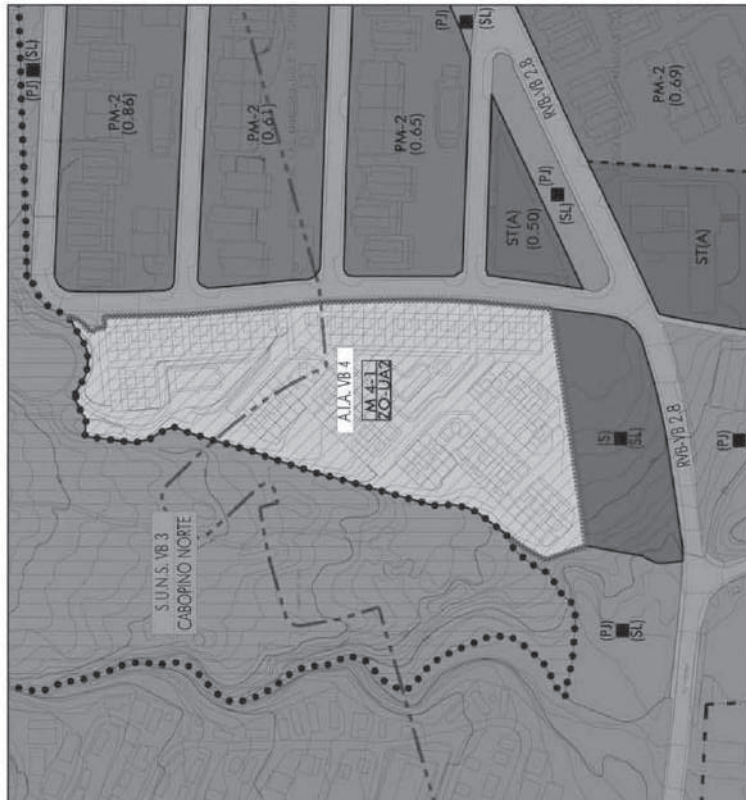 (PJ) (SL)
PM-2
(0.86)
S.U.N.S. VB 3
CABOPINO NORTE
PM-2
(0.61)
A.I.A. VB 4
M 4-1
ZO-UA2
PM-2
(0.65)
(PJ)
(SL)
ST(A)
(0.50)
RVB-VB 2.8
(PJ)
(SL)
(PJ)
(SL)
(S)
(SL)
PM-2
(0.69)
RVB-VB 2.8
ST(A)
(PJ)